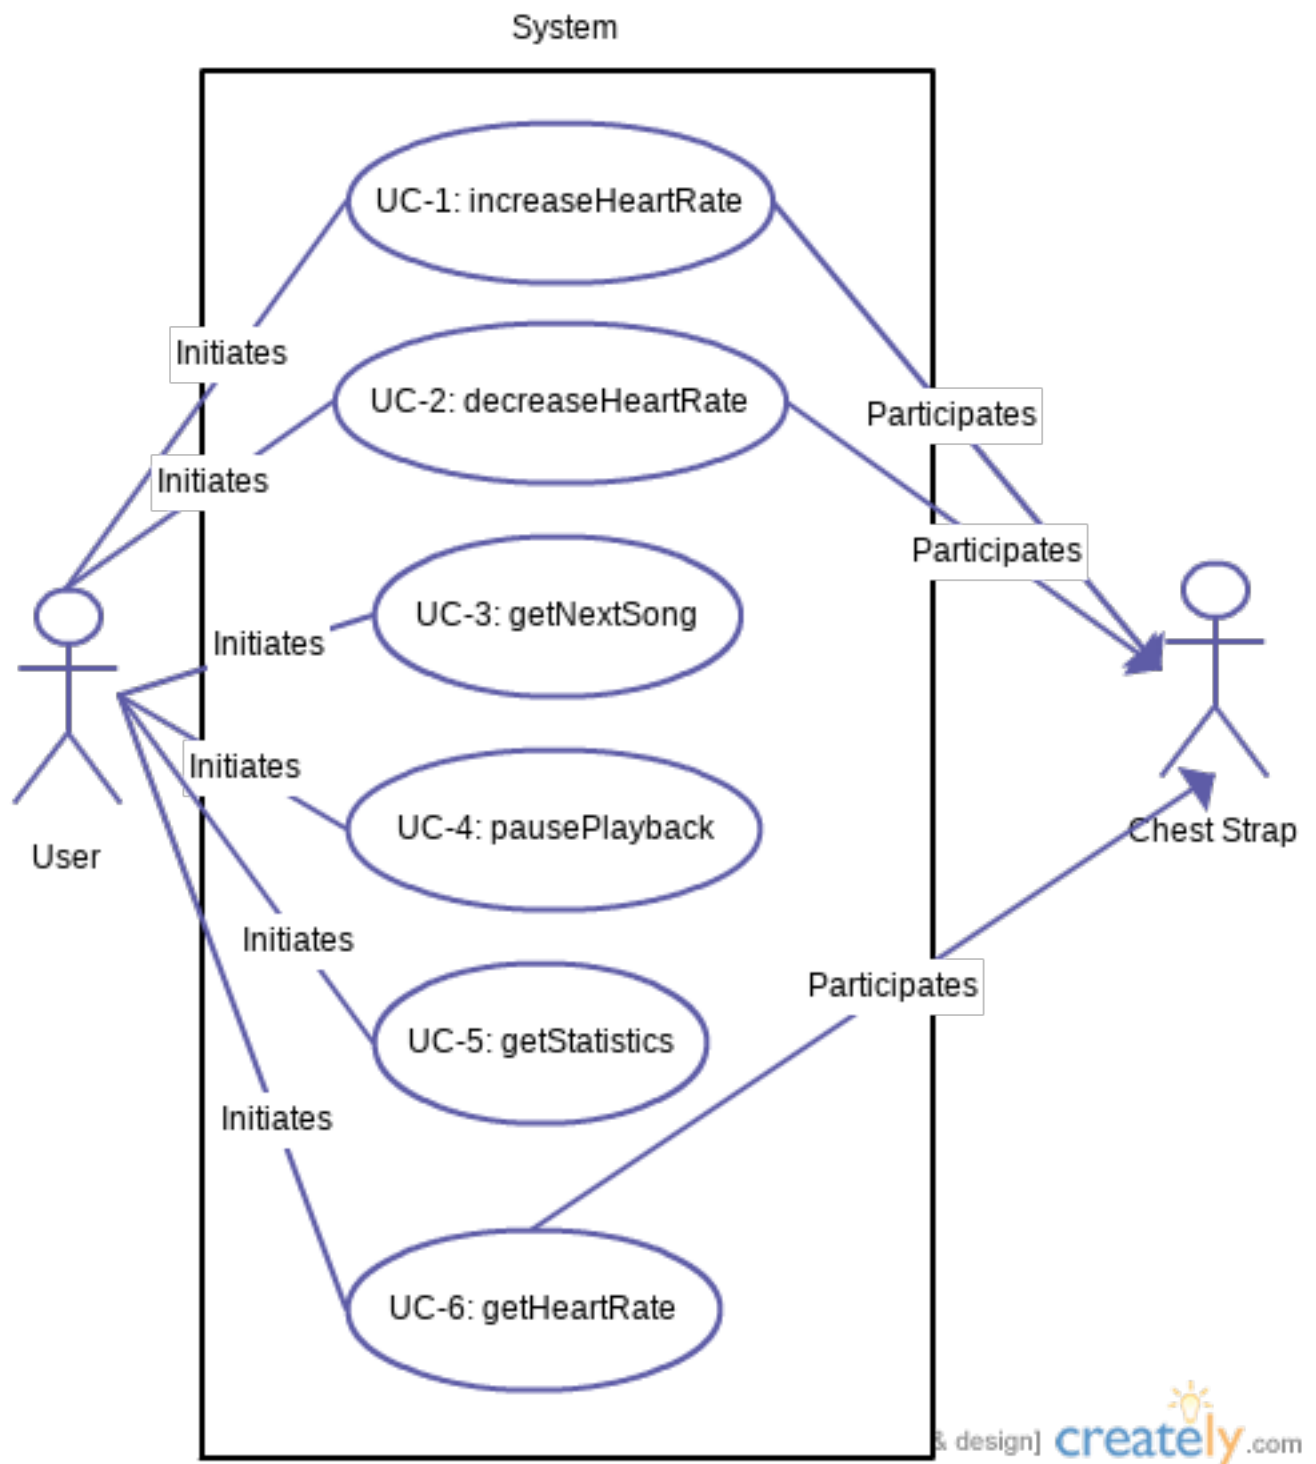 System
UC-1: increaseHeartRate
Initiates
UC-2: decreaseHeartRate
Participates
Initiates
Participates
UC-3: getNextSong
Initiates
Initiates
UC-4: pausePlayback
User
Chest Strap
Initiates
Participates
UC-5: getStatistics
Initiates
UC-6: getHeartRate
& design] creately.com